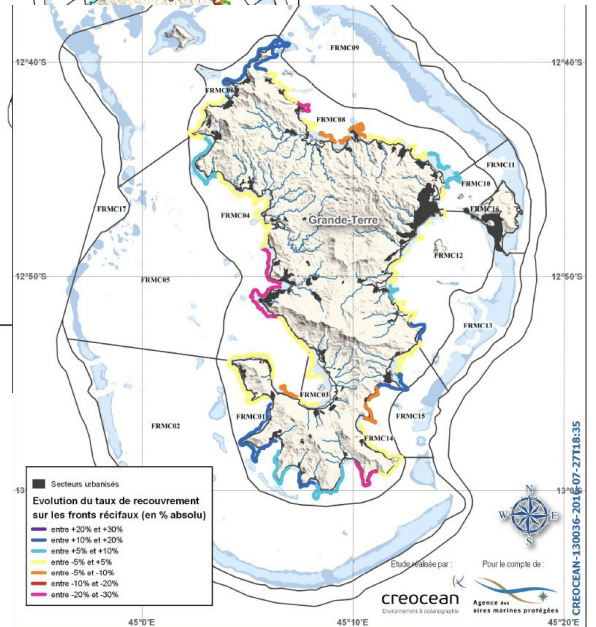 FRMC09
12°40'S
12°40'S
FRMC06
FRMC08
FRMC11
FRMC10
FRMC17
FRMC04
Grande-Terre
FRMC16
FRMC12
FRMC05
12°50'S
12°50'S
FRMC13
FRMC03
FRMC01
FRMC15
FRMC02
FRMC14
Secteurs urbanisés
Evolution du taux de recouvrement
sur les fronts récifaux (en % absolu)
entre +20% et +30%
entre +10% et +20%
entre +5% et +10%
entre -5% et +5%
entre -5% et -10%
entre -10% et -20%
entre -20% et -30%
13°0'S
N
W
E
S
Etude réalisée par :
Pour le compte de :
creocean
Environnement & océanographie
Agence des
aires marines protégées
CREOCEAN-130036-2016-07-27T18:35
45°0'E
45°10'E
45°20'E